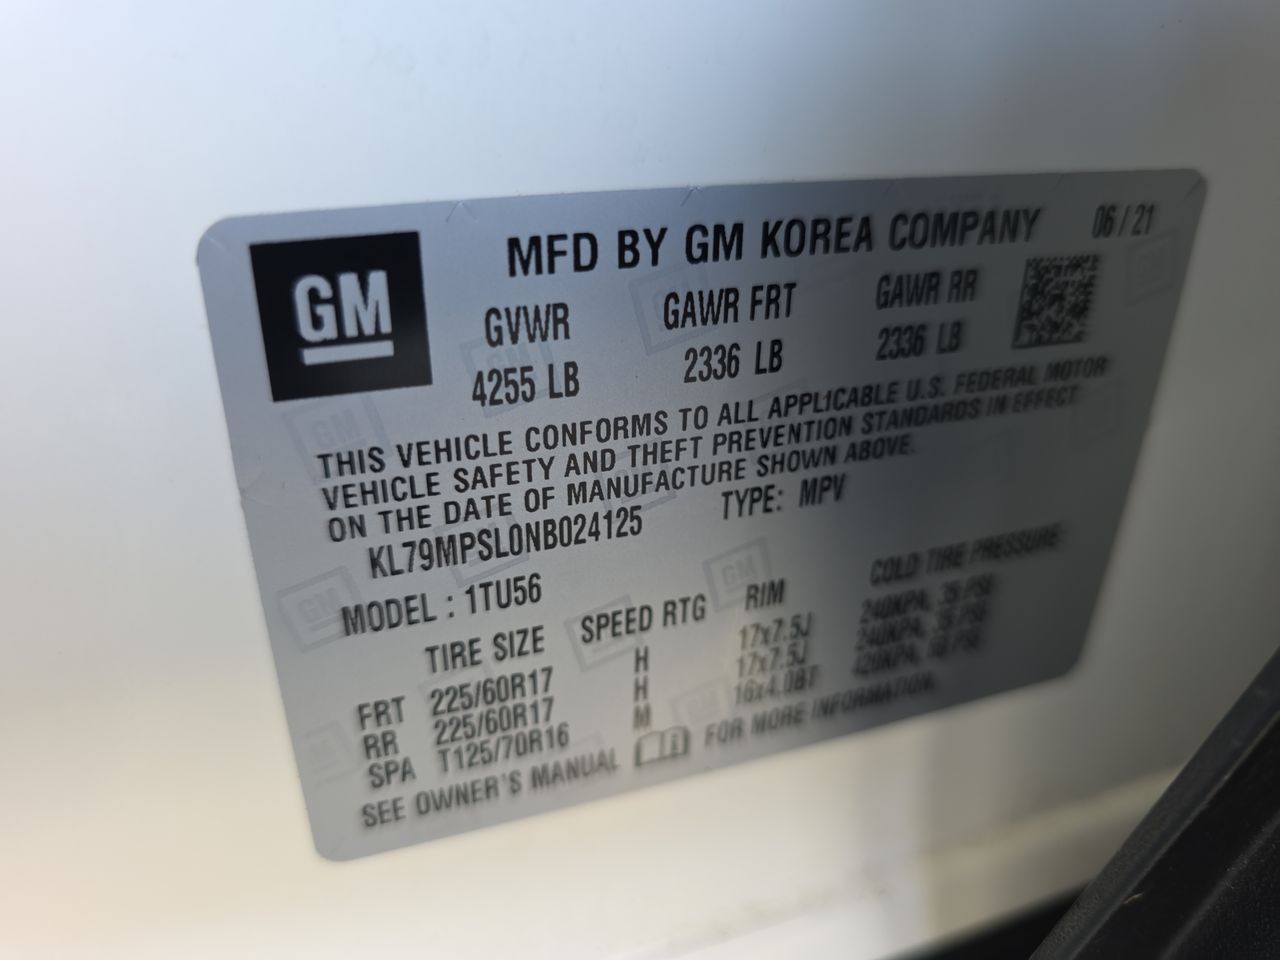 GM
MFD BY GM KOREA COMPANY 06/21
GVWR GAWR FRT GAWR RR
4255 LB 2336 LB 2336 LB
THIS VEHICLE CONFORMS TO ALL APPLICABLE U.S. FEDERAL MOTOR
VEHICLE SAFETY AND THEFT PREVENTION STANDARDS IN EFFECT
ON THE DATE OF MANUFACTURE SHOWN ABOVE.
KL79MPSL0NB024125 TYPE: MPV
MODEL : 1TU56
TIRE SIZE SPEED RTG RIM COLD TIRE PRESSURE
FRT 225/60R17 H 17x7.5J 240KPA, 35 PSI
RR 225/60R17 H 17x7.5J 240KPA, 35 PSI
SPA T125/70R16 M 16x4.0BT 420KPA, 60 PSI
SEE OWNER'S MANUAL FOR MORE INFORMATION.